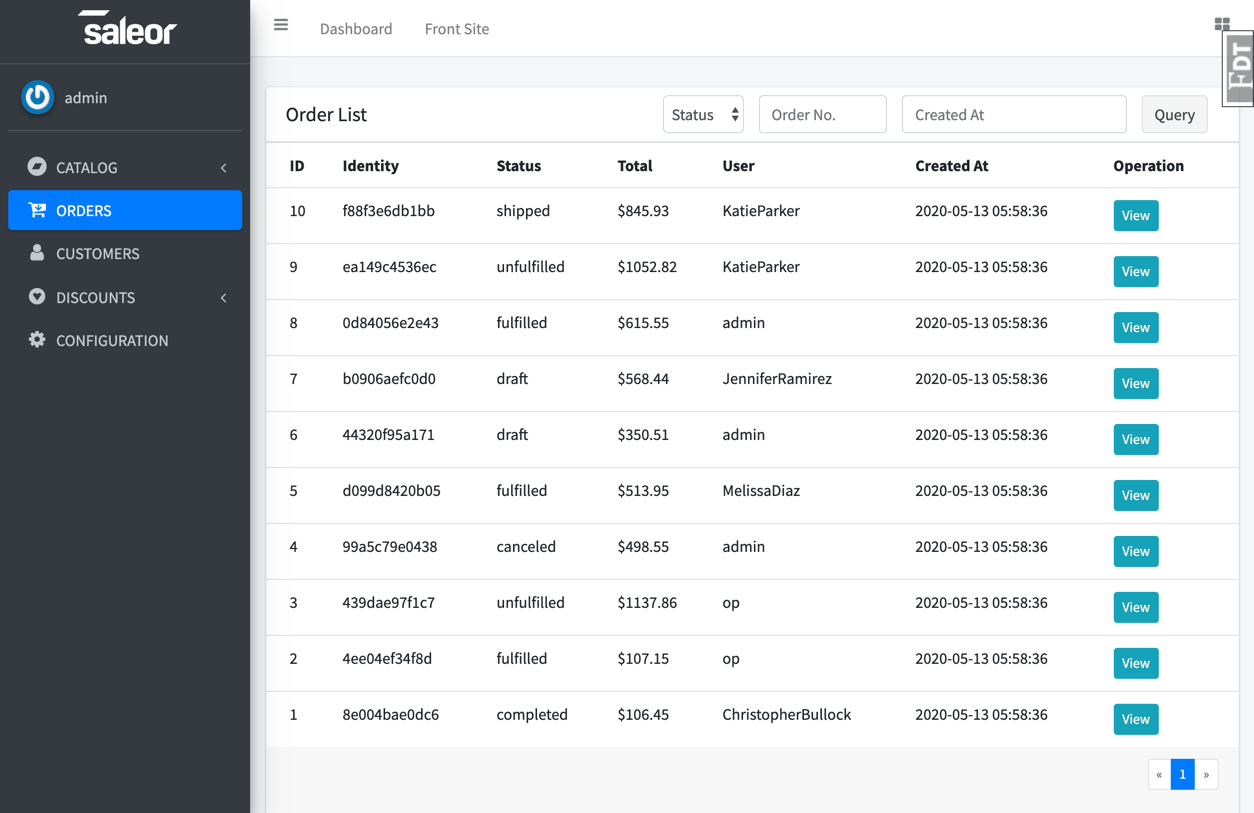 saleor
Dashboard Front Site
FDT
admin
CATALOG
ORDERS
CUSTOMERS
DISCOUNTS
CONFIGURATION
Order List Status Order No. Created At Query
ID Identity Status Total User Created At Operation
10 f88f3e6db1bb shipped $845.93 KatieParker 2020-05-13 05:58:36 View
9 ea149c4536ec unfulfilled $1052.82 KatieParker 2020-05-13 05:58:36 View
8 0d84056e2e43 fulfilled $615.55 admin 2020-05-13 05:58:36 View
7 b0906aefc0d0 draft $568.44 JenniferRamirez 2020-05-13 05:58:36 View
6 44320f95a171 draft $350.51 admin 2020-05-13 05:58:36 View
5 d099d8420b05 fulfilled $513.95 MelissaDiaz 2020-05-13 05:58:36 View
4 99a5c79e0438 canceled $498.55 admin 2020-05-13 05:58:36 View
3 439dae97f1c7 unfulfilled $1137.86 op 2020-05-13 05:58:36 View
2 4ee04ef34f8d fulfilled $107.15 op 2020-05-13 05:58:36 View
1 8e004bae0dc6 completed $106.45 ChristopherBullock 2020-05-13 05:58:36 View
« 1 »